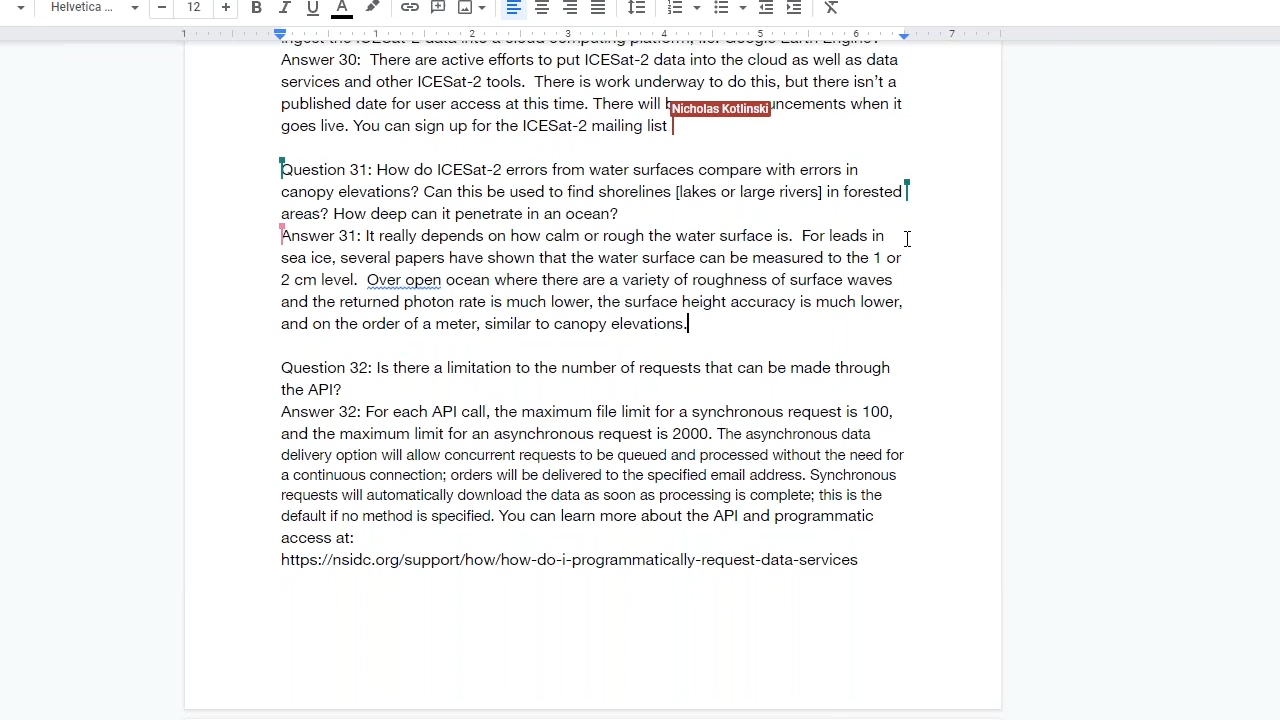 Helvetica ...
12
B I U A
1 1 2 3 4 5 6 7
ingest the ICESat-2 data into a cloud computing platform, i.e. Google Earth Engine?
Answer 30:  There are active efforts to put ICESat-2 data into the cloud as well as data
services and other ICESat-2 tools.  There is work underway to do this, but there isn't a
published date for user access at this time. There will uncements when it
Nicholas Kotlinski
goes live. You can sign up for the ICESat-2 mailing list
Question 31: How do ICESat-2 errors from water surfaces compare with errors in
canopy elevations? Can this be used to find shorelines [lakes or large rivers] in forested
areas? How deep can it penetrate in an ocean?
Answer 31: It really depends on how calm or rough the water surface is.  For leads in
sea ice, several papers have shown that the water surface can be measured to the 1 or
2 cm level.  Over open ocean where there are a variety of roughness of surface waves
and the returned photon rate is much lower, the surface height accuracy is much lower,
and on the order of a meter, similar to canopy elevations.
Question 32: Is there a limitation to the number of requests that can be made through
the API?
Answer 32: For each API call, the maximum file limit for a synchronous request is 100,
and the maximum limit for an asynchronous request is 2000. The asynchronous data
delivery option will allow concurrent requests to be queued and processed without the need for
a continuous connection; orders will be delivered to the specified email address. Synchronous
requests will automatically download the data as soon as processing is complete; this is the
default if no method is specified. You can learn more about the API and programmatic
access at:
https://nsidc.org/support/how/how-do-i-programmatically-request-data-services